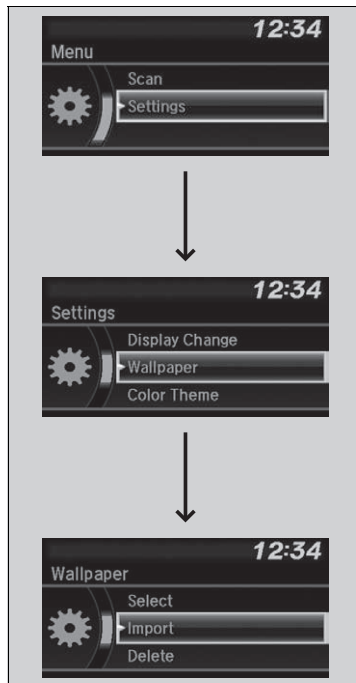 12:34
Menu
Scan
Settings
12:34
Settings
Display Change
Wallpaper
Color Theme
12:34
Wallpaper
Select
Import
Delete